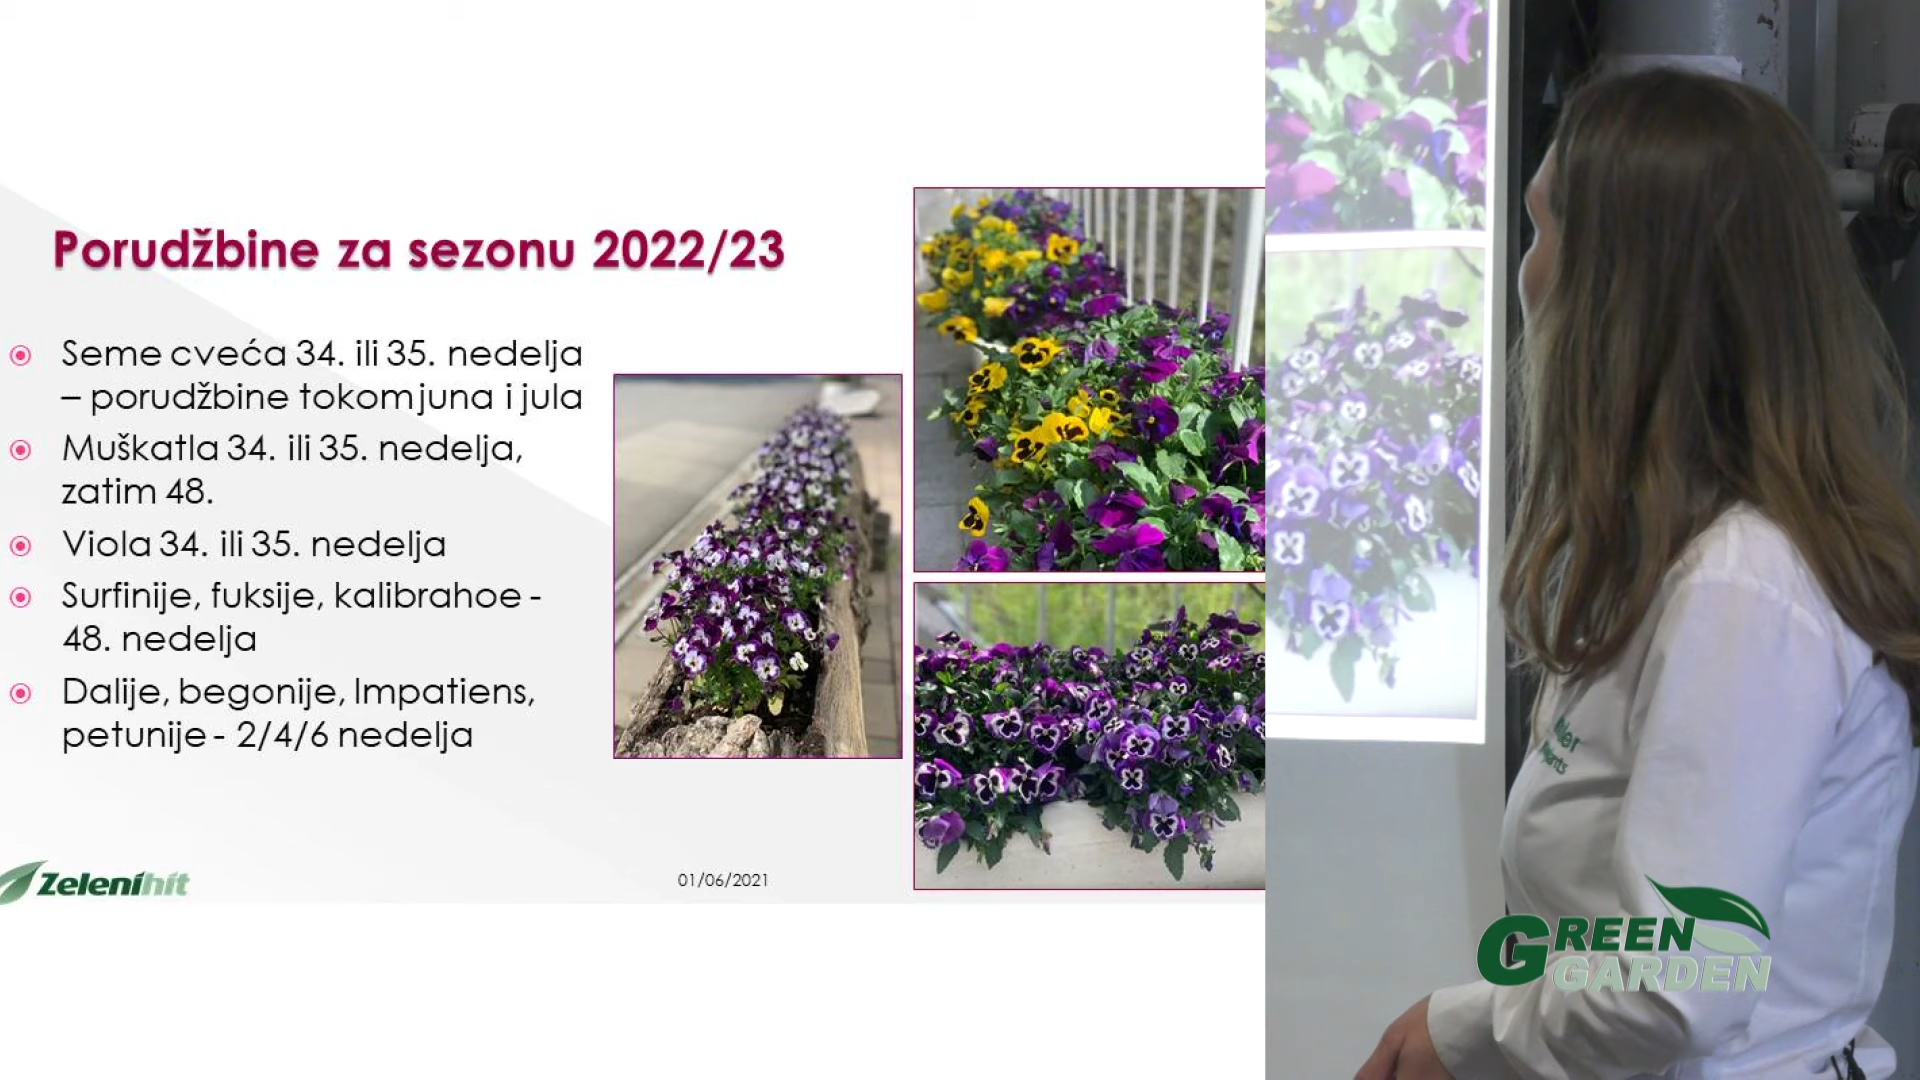 Porudžbine za sezonu 2022/23
Seme cveća 34. ili 35. nedelja
– porudžbine tokom juna i jula
Muškatla 34. ili 35. nedelja,
zatim 48.
Viola 34. ili 35. nedelja
Surfinije, fuksije, kalibrahoe -
48. nedelja
Dalije, begonije, Impatiens,
petunije - 2/4/6 nedelja
Zelenihit
01/06/2021
GREEN
GARDEN